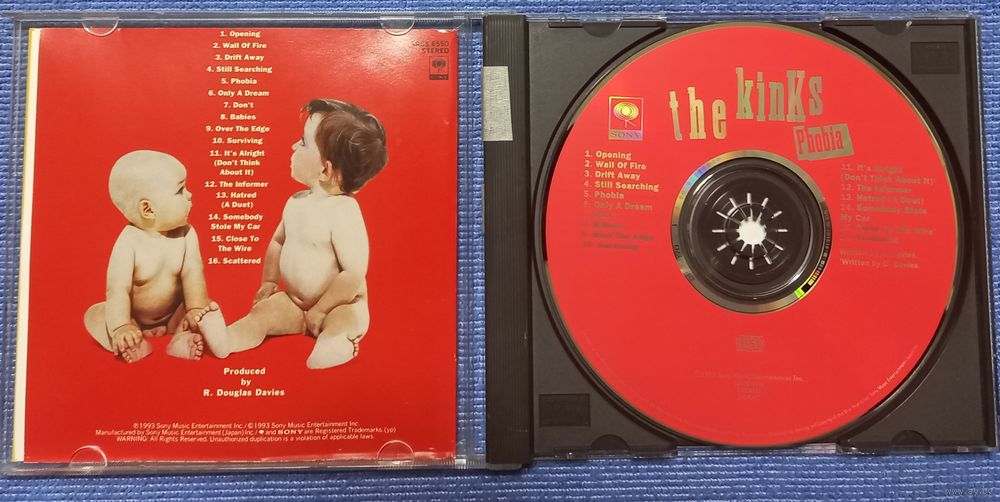 1. Opening
2. Wall Of Fire
3. Drift Away
4. Still Searching
5. Phobia
6. Only A Dream
7. Don't
8. Babies
9. Over The Edge
10. Surviving
11. It's Alright
(Don't Think
About It)
12. The Informer
13. Hatred
(A Duet)
14. Somebody
Stole My Car
15. Close To
The Wire
16. Scattered
SRCS 6550
STEREO
Produced
by
R. Douglas Davies
℗1993 Sony Music Entertainment Inc./©1993 Sony Music Entertainment Inc.
Manufactured by Sony Music Entertainment (Japan) Inc./ and SONY are Registered Trademarks (yp)
WARNING: All Rights Reserved. Unauthorized duplication is a violation of applicable laws.
SONY
the kinKs
Phobia
1. Opening
2. Wall Of Fire
3. Drift Away
4. Still Searching
5. Phobia
6. Only A Dream
11. It's Alright
(Don't Think About It)*
12. The Informer
13. Hatred (A Duet)
14. Somebody Stole
My Car